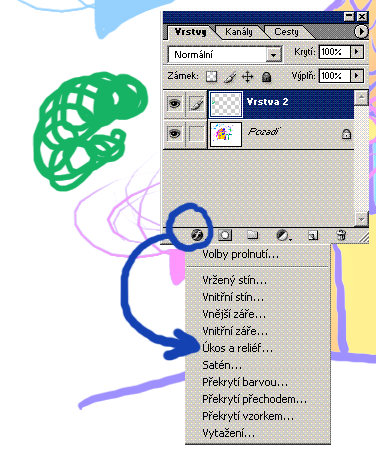 Vrstvy Kanály Cesty
Normální Krytí: 100%
Zámek: Výplň: 100%
Vrstva 2
Pozadí
Volby prolnutí...
Vržený stín...
Vnitřní stín...
Vnější záře...
Vnitřní záře...
Úkos a reliéf...
Satén...
Překrytí barvou...
Překrytí přechodem...
Překrytí vzorkem...
Vytažení...